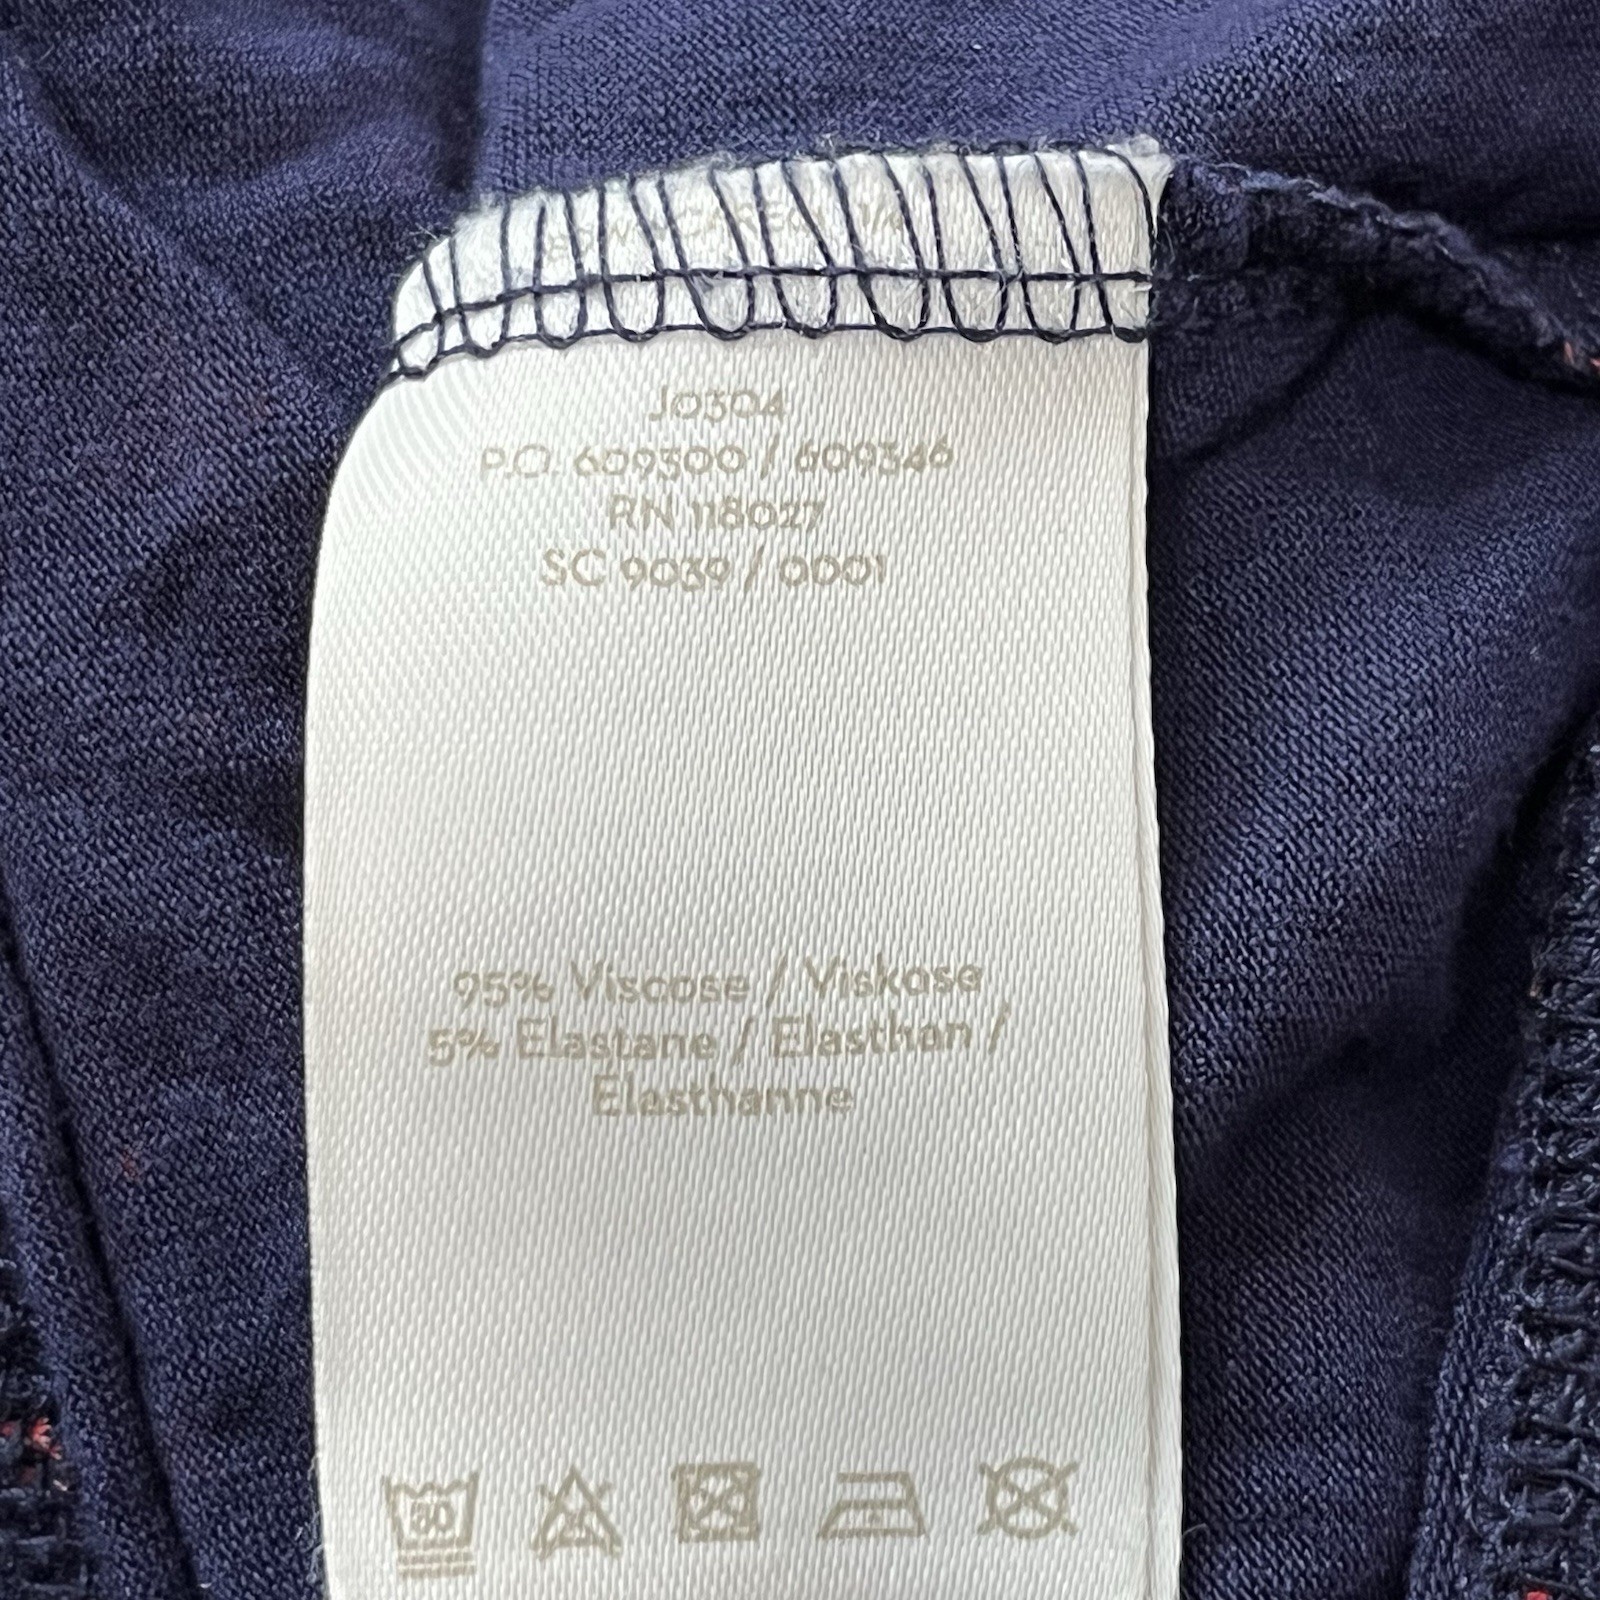 J0304
P.O. 609300 / 609346
RN 118027
SC 9039 / 0001
95% Viscose / Viskose
5% Elastane / Elasthan /
Elasthanne